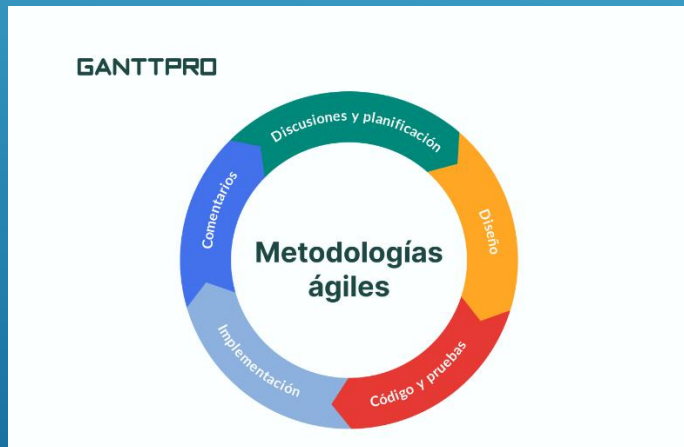 GANTTPRO
Discusiones y planificación
Diseño
Código y pruebas
Implementación
Comentarios
Metodologías
ágiles